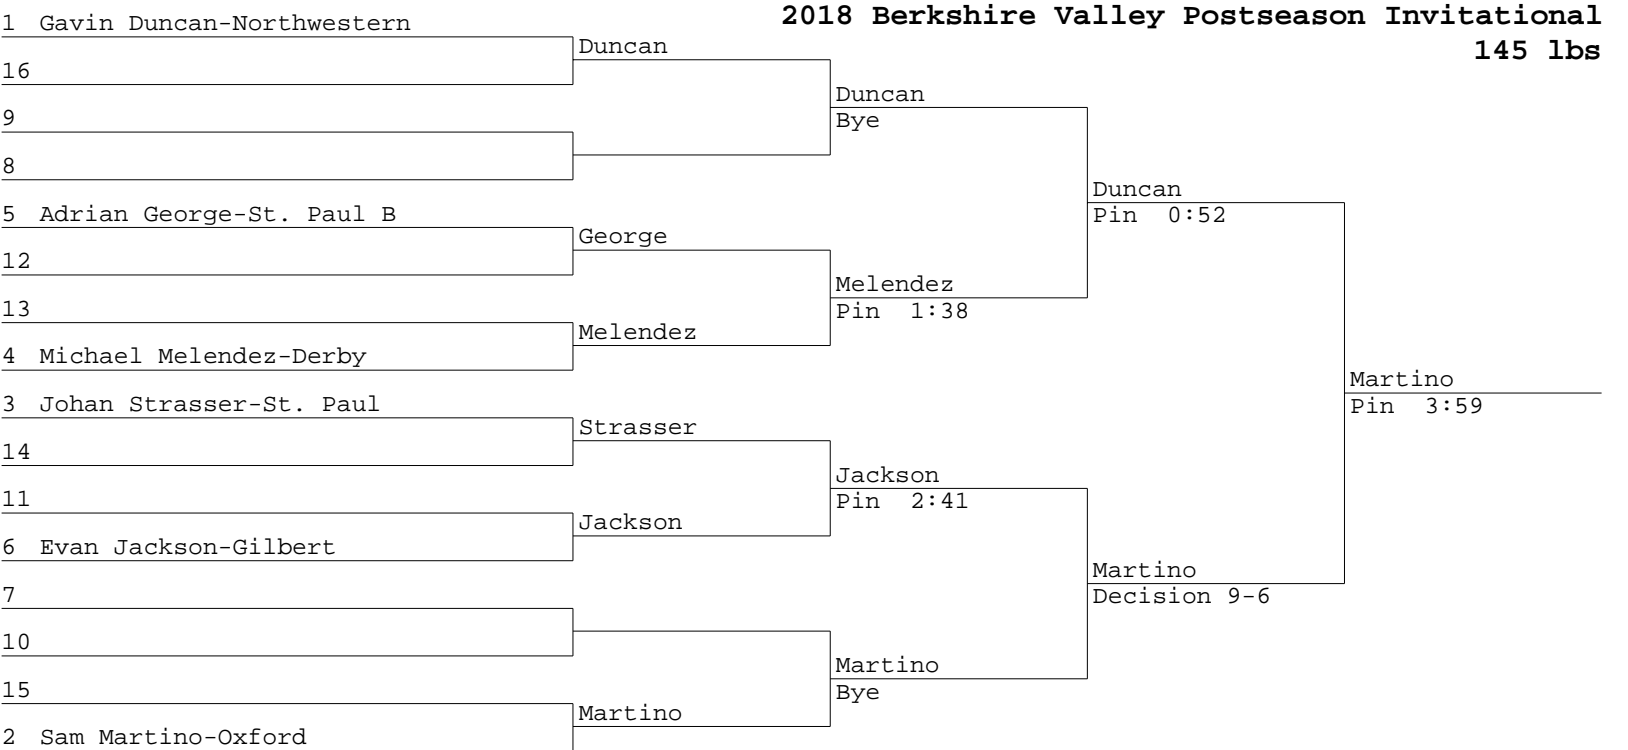 2018 Berkshire Valley Postseason Invitational
145 lbs
1 Gavin Duncan-Northwestern
16
9
8
5 Adrian George-St. Paul B
12
13
4 Michael Melendez-Derby
3 Johan Strasser-St. Paul
14
11
6 Evan Jackson-Gilbert
7
10
15
2 Sam Martino-Oxford
Duncan
George
Melendez
Strasser
Jackson
Martino
Duncan
Bye
Melendez
Pin 1:38
Jackson
Pin 2:41
Martino
Bye
Duncan
Pin 0:52
Martino
Decision 9-6
Martino
Pin 3:59